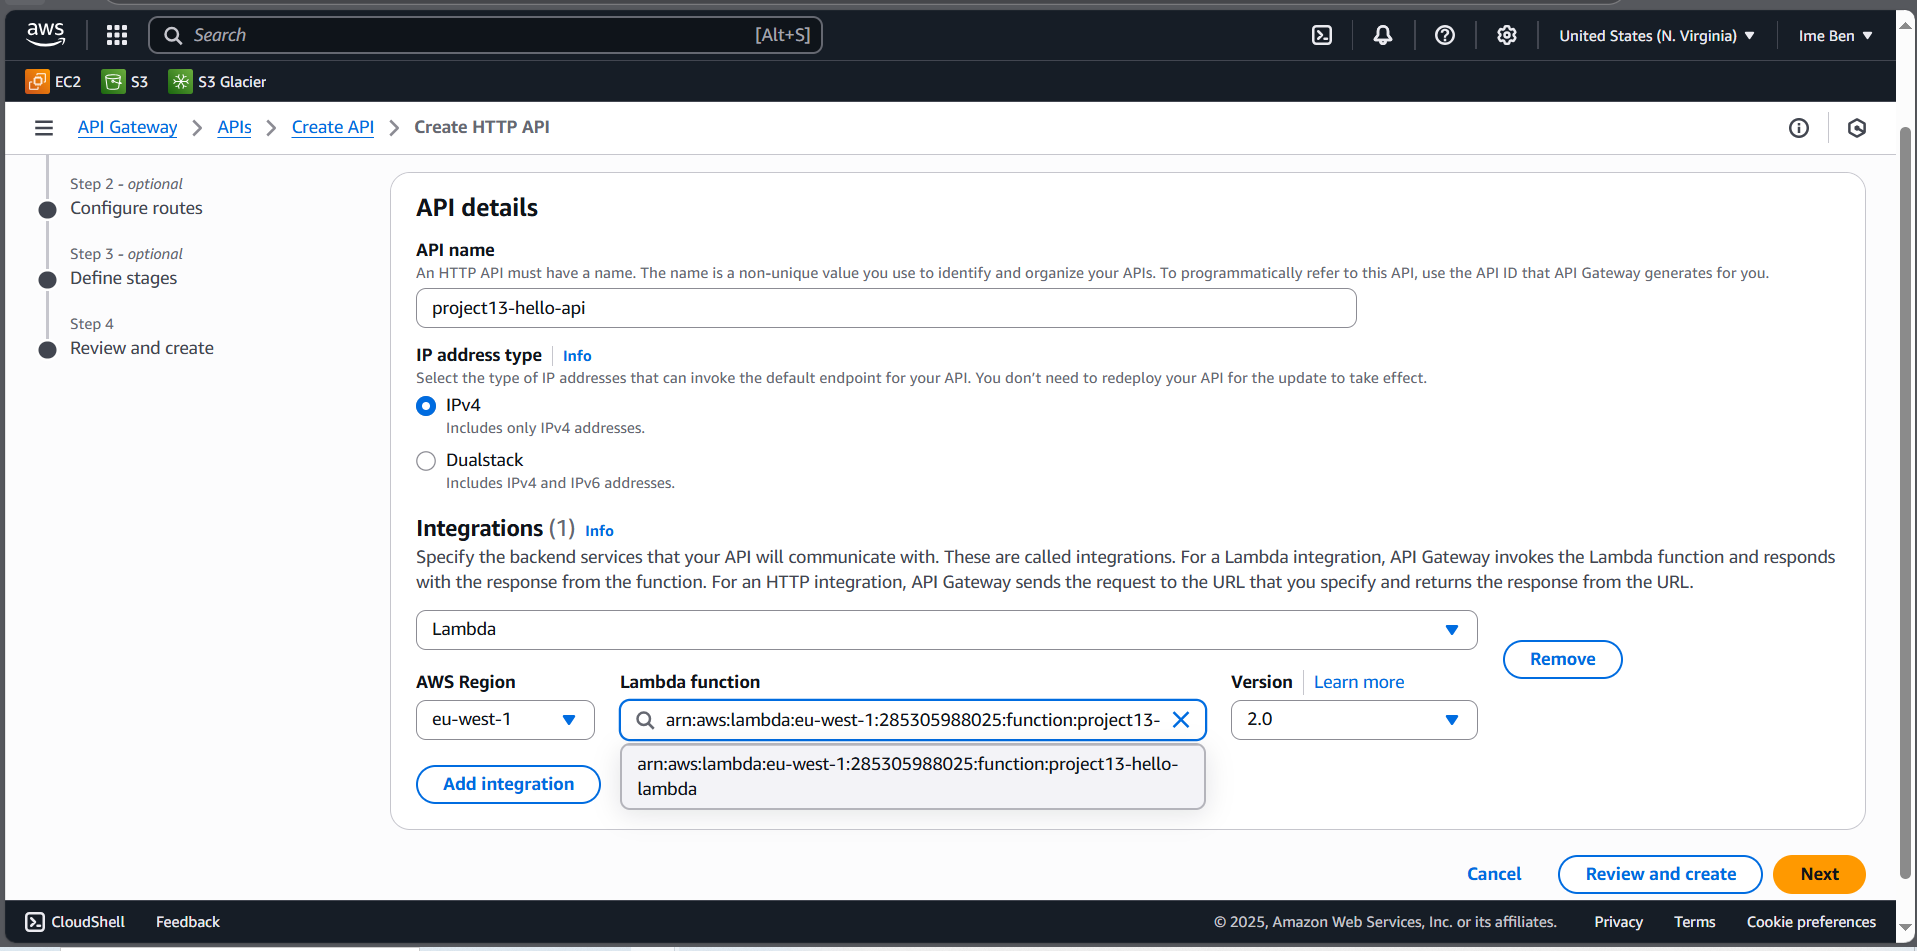 aws
Search [Alt+S]
United States (N. Virginia)
Ime Ben
EC2
S3
S3 Glacier
API Gateway
APIs
Create API
Create HTTP API
Step 2 - optional
Configure routes
Step 3 - optional
Define stages
Step 4
Review and create
API details
API name
An HTTP API must have a name. The name is a non-unique value you use to identify and organize your APIs. To programmatically refer to this API, use the API ID that API Gateway generates for you.
project13-hello-api
IP address type Info
Select the type of IP addresses that can invoke the default endpoint for your API. You don’t need to redeploy your API for the update to take effect.
IPv4
Includes only IPv4 addresses.
Dualstack
Includes IPv4 and IPv6 addresses.
Integrations (1) Info
Specify the backend services that your API will communicate with. These are called integrations. For a Lambda integration, API Gateway invokes the Lambda function and responds
with the response from the function. For an HTTP integration, API Gateway sends the request to the URL that you specify and returns the response from the URL.
Lambda
Remove
AWS Region
eu-west-1
Lambda function
arn:aws:lambda:eu-west-1:285305988025:function:project13-
arn:aws:lambda:eu-west-1:285305988025:function:project13-hello-
lambda
Version Learn more
2.0
Add integration
Cancel
Review and create
Next
CloudShell
Feedback
© 2025, Amazon Web Services, Inc. or its affiliates.
Privacy
Terms
Cookie preferences